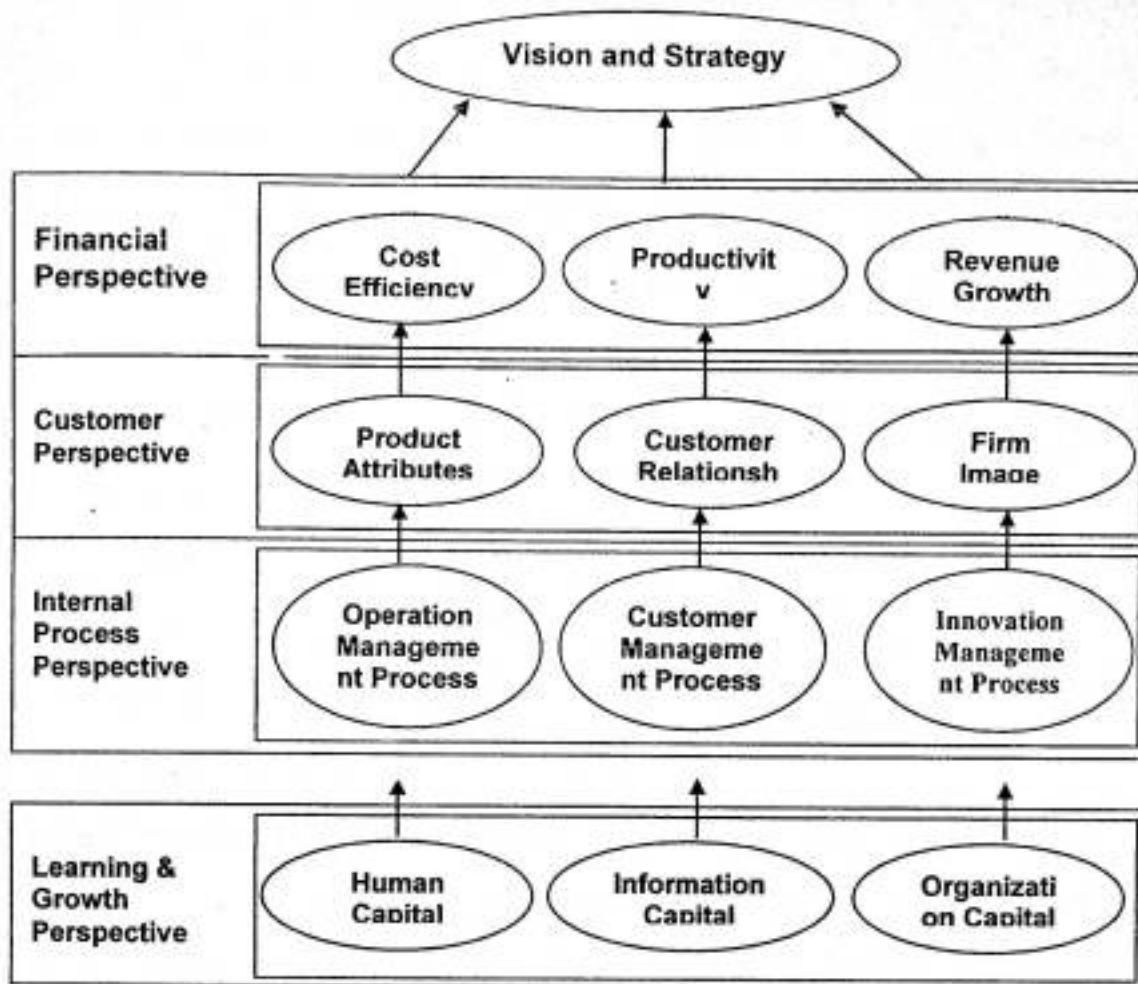 Vision and Strategy
Financial
Perspective
Cost
Efficiency
Productivit
y
Revenue
Growth
Customer
Perspective
Product
Attributes
Customer
Relationsh
Firm
Image
Internal
Process
Perspective
Operation
Manageme
nt Process
Customer
Manageme
nt Process
Innovation
Manageme
nt Process
Learning &
Growth
Perspective
Human
Capital
Information
Capital
Organizati
on Capital